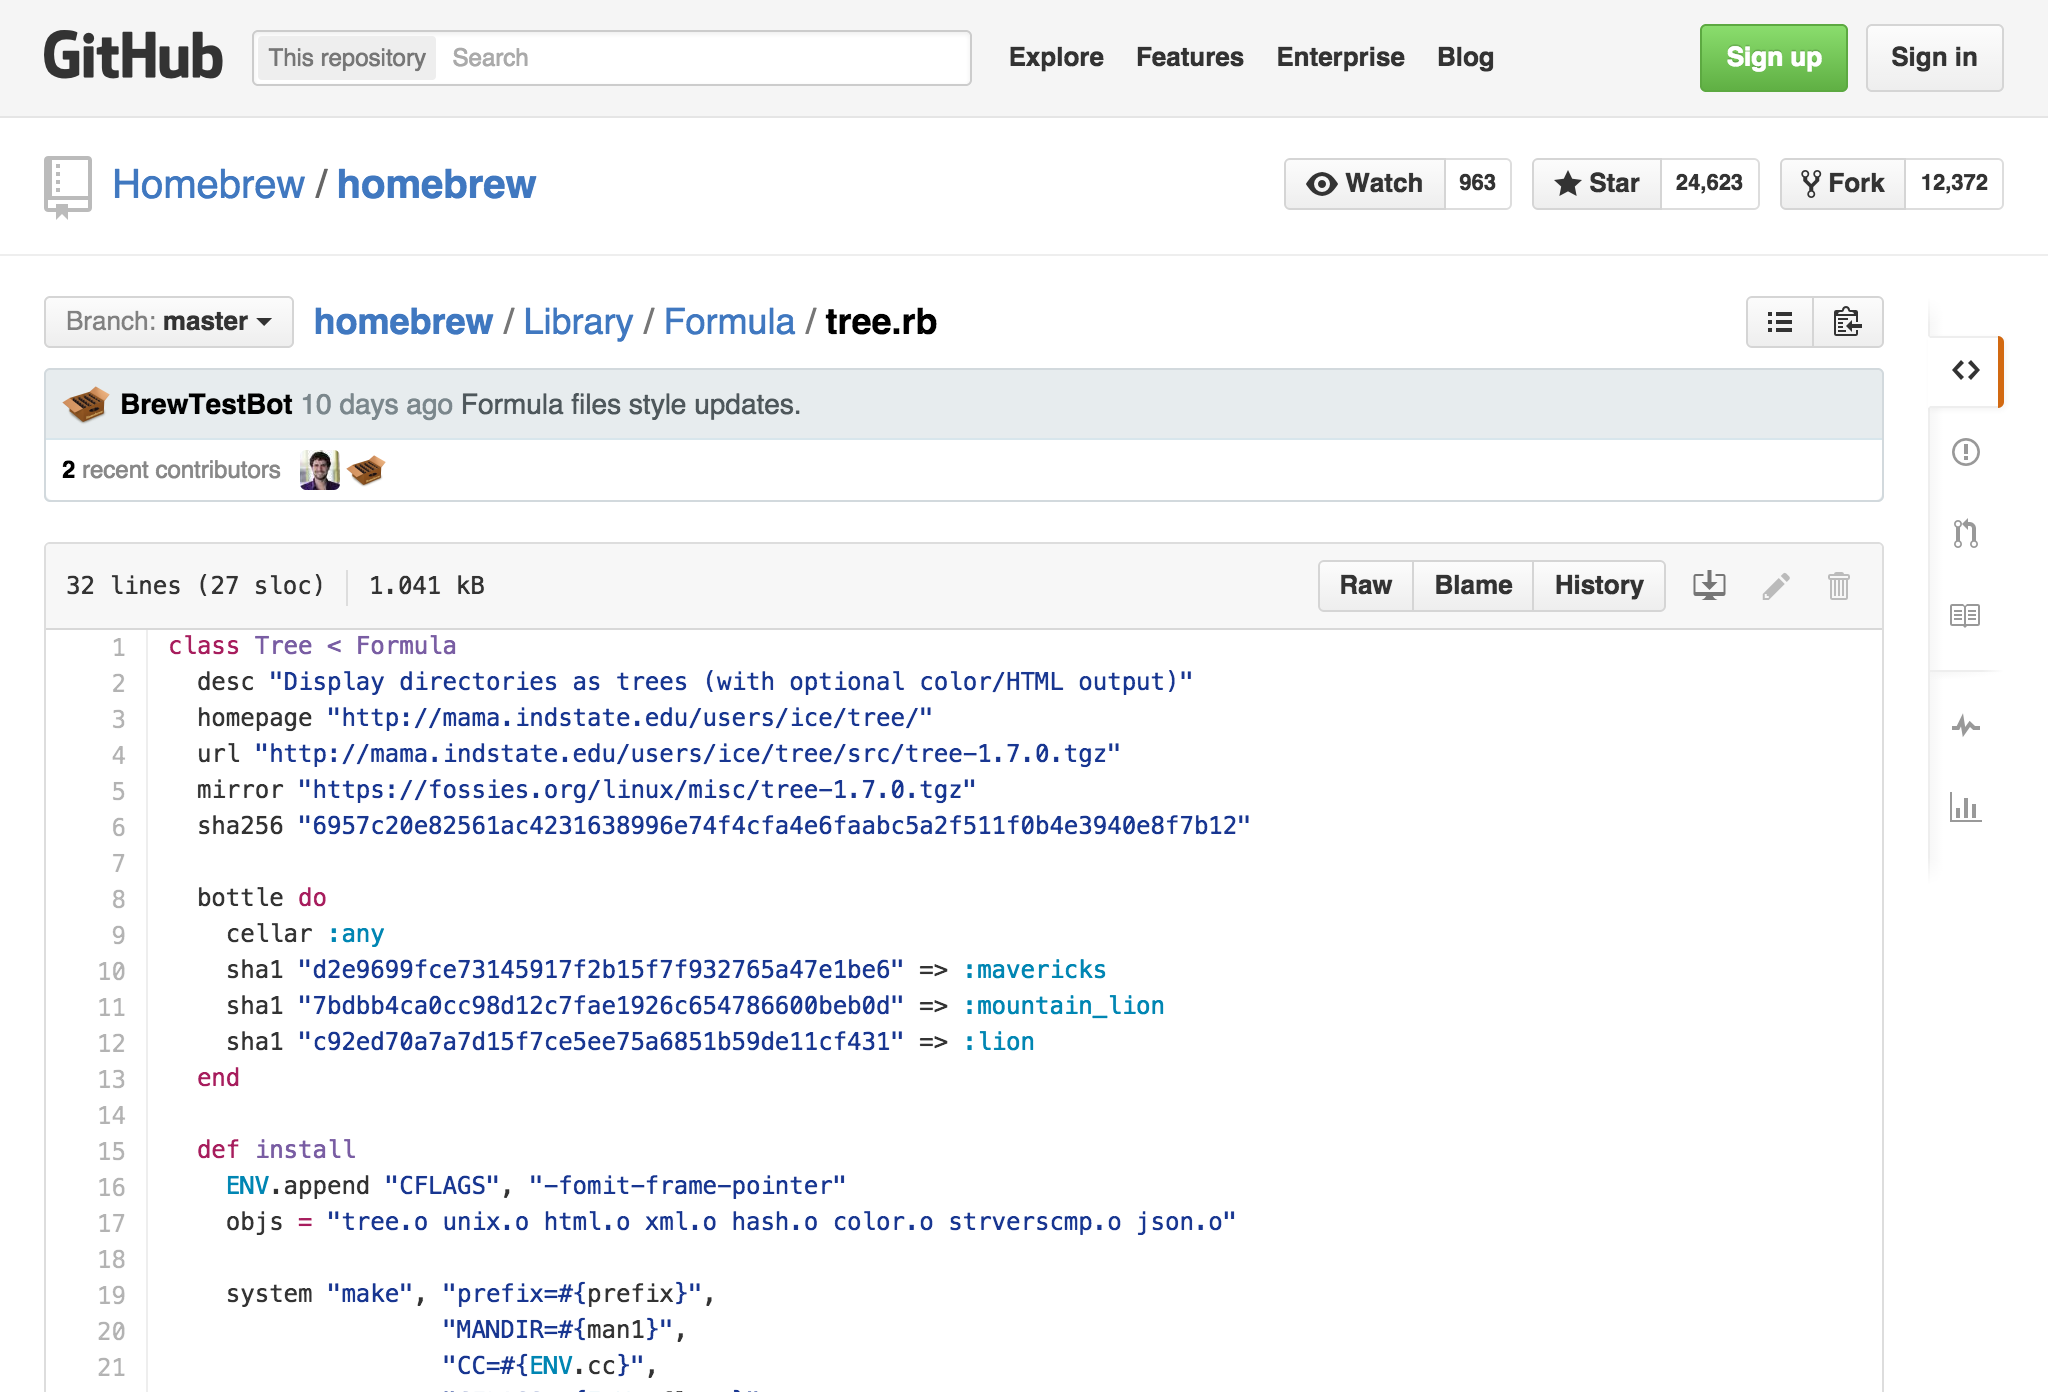 GitHub This repository Search Explore Features Enterprise Blog Sign up Sign in
Homebrew / homebrew Watch 963 Star 24,623 Fork 12,372
Branch: master homebrew / Library / Formula / tree.rb
BrewTestBot 10 days ago Formula files style updates.
2 recent contributors
32 lines (27 sloc) 1.041 kB Raw Blame History
1 class Tree < Formula
2   desc "Display directories as trees (with optional color/HTML output)"
3   homepage "http://mama.indstate.edu/users/ice/tree/"
4   url "http://mama.indstate.edu/users/ice/tree/src/tree-1.7.0.tgz"
5   mirror "https://fossies.org/linux/misc/tree-1.7.0.tgz"
6   sha256 "6957c20e82561ac4231638996e74f4cfa4e6faabc5a2f511f0b4e3940e8f7b12"
7
8   bottle do
9     cellar :any
10     sha1 "d2e9699fce73145917f2b15f7f932765a47e1be6" => :mavericks
11     sha1 "7bdbb4ca0cc98d12c7fae1926c654786600beb0d" => :mountain_lion
12     sha1 "c92ed70a7a7d15f7ce5ee75a6851b59de11cf431" => :lion
13   end
14
15   def install
16     ENV.append "CFLAGS", "-fomit-frame-pointer"
17     objs = "tree.o unix.o html.o xml.o hash.o color.o strverscmp.o json.o"
18
19     system "make", "prefix=#{prefix}",
20                    "MANDIR=#{man1}",
21                    "CC=#{ENV.cc}",